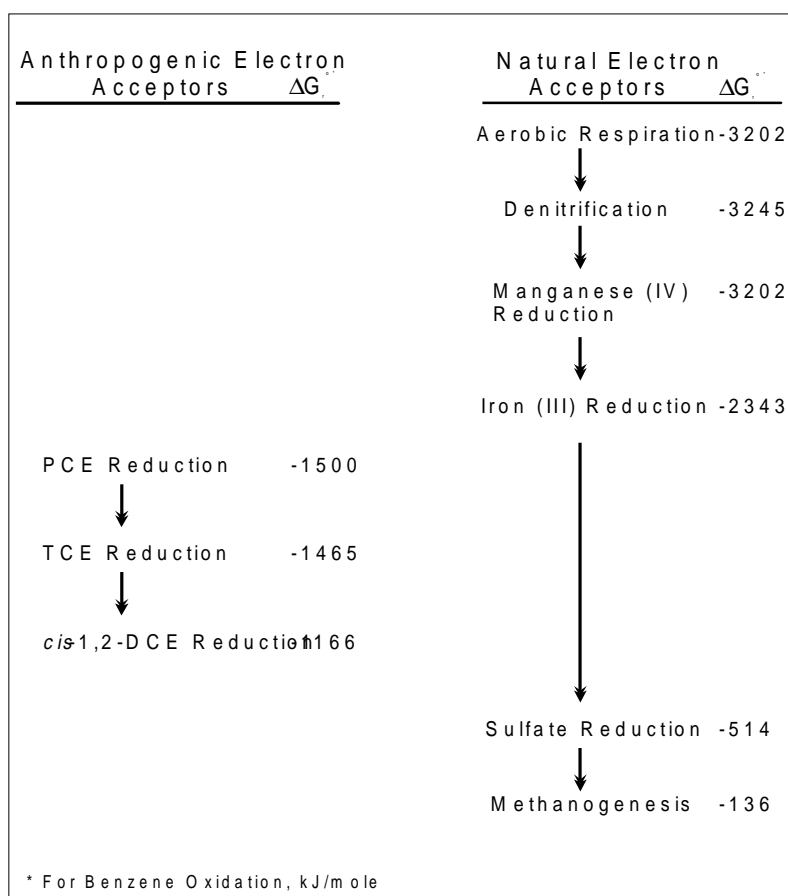 Anthropogenic Electron
Acceptors ΔG°'r
Natural Electron
Acceptors ΔG°'r
Aerobic Respiration -3202
Denitrification -3245
Manganese (IV) -3202
Reduction
Iron (III) Reduction -2343
PCE Reduction -1500
TCE Reduction -1465
cis-1,2-DCE Reduction -1166
Sulfate Reduction -514
Methanogenesis -136
* For Benzene Oxidation, kJ/mole